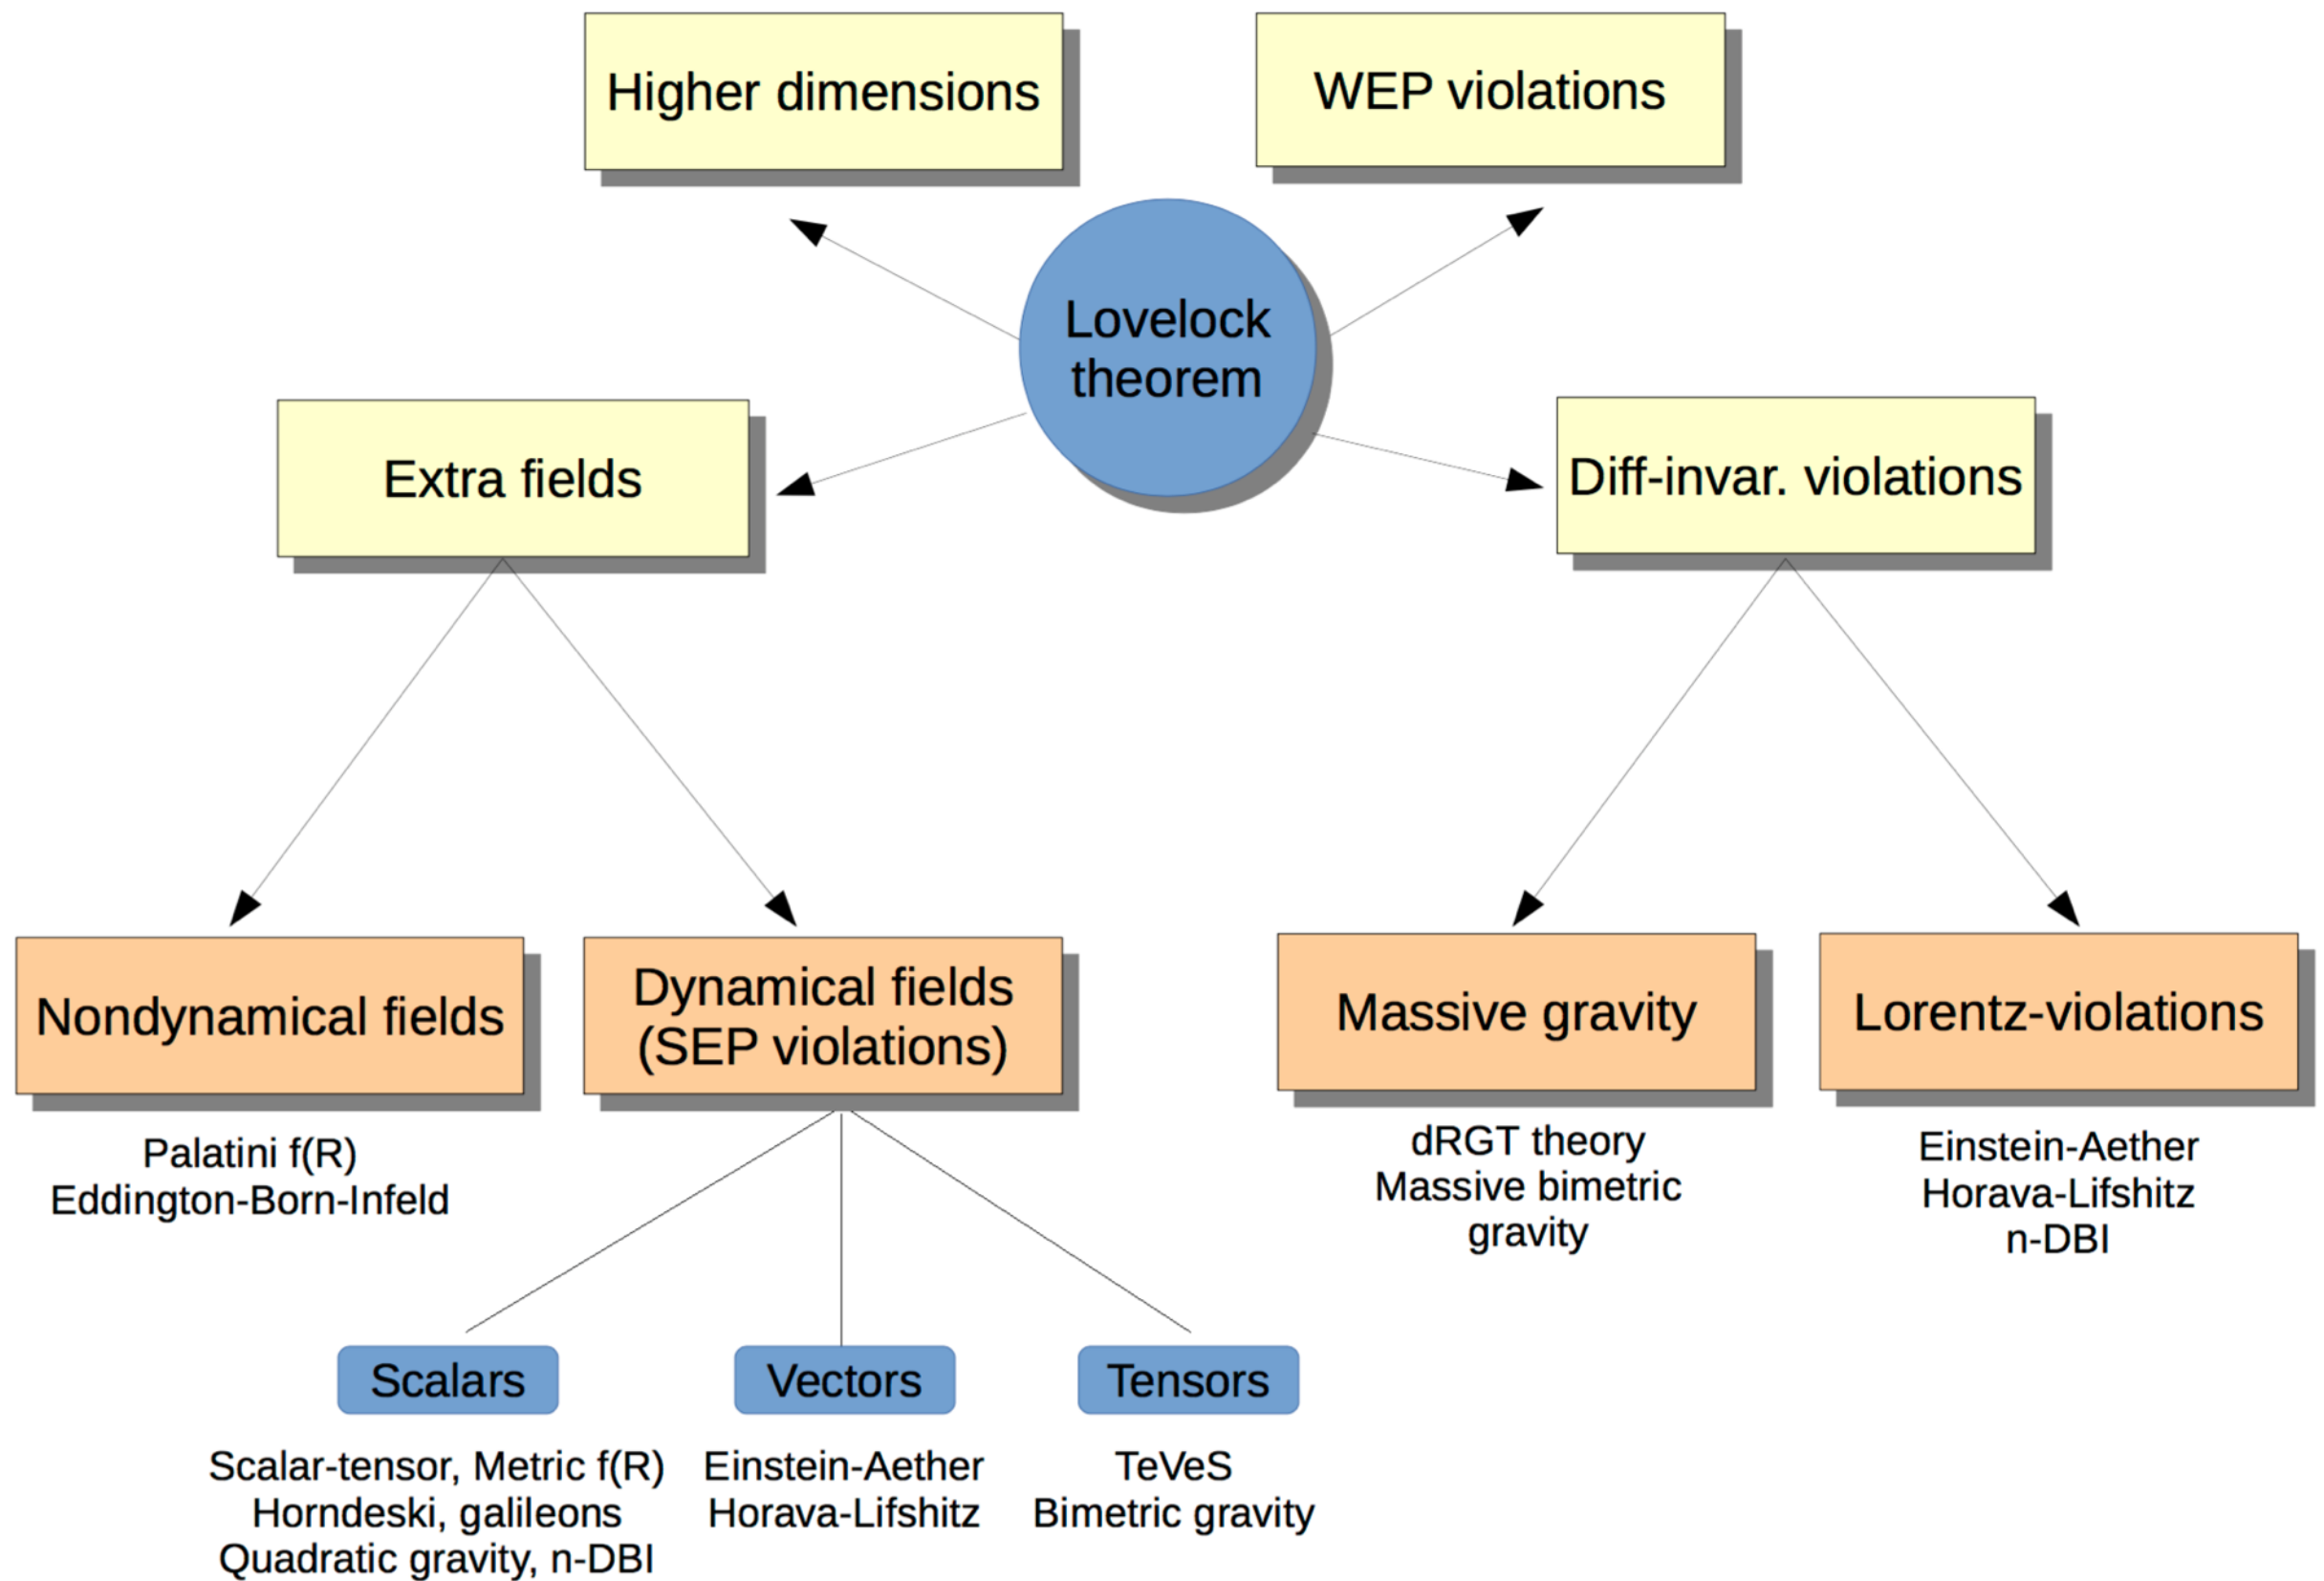 Higher dimensions
WEP violations
Lovelock
theorem
Extra fields
Diff-invar. violations
Nondynamical fields
Dynamical fields
(SEP violations)
Massive gravity
Lorentz-violations
Palatini f(R)
Eddington-Born-Infeld
dRGT theory
Massive bimetric
gravity
Einstein-Aether
Horava-Lifshitz
n-DBI
Scalars
Vectors
Tensors
Scalar-tensor, Metric f(R)
Horndeski, galileons
Quadratic gravity, n-DBI
Einstein-Aether
Horava-Lifshitz
TeVeS
Bimetric gravity